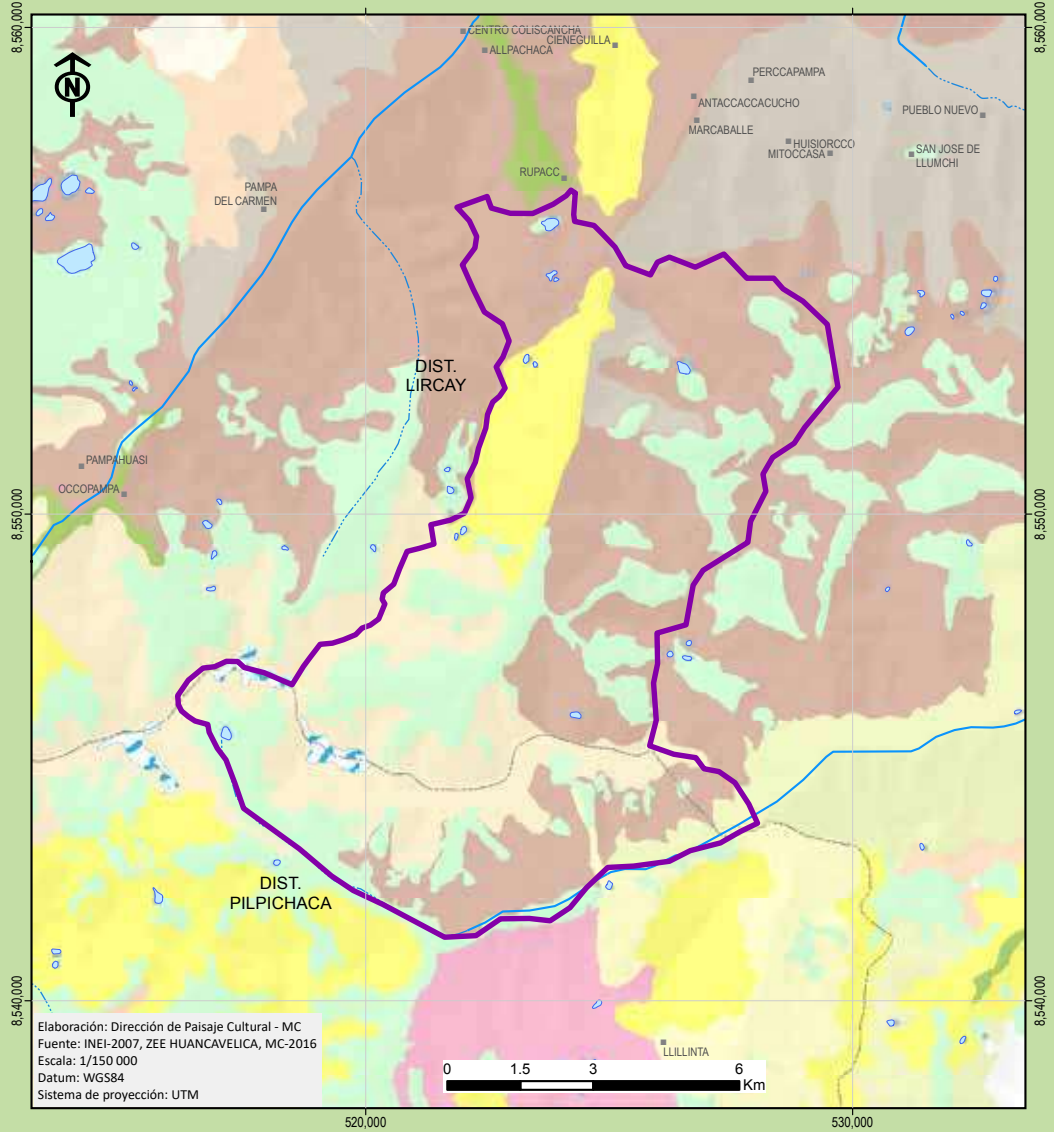 8,560,000
8,560,000
N
CENTRO COLISCANCHA
CIENEGUILLA
ALLPACHACA
PERCCAPAMPA
ANTACCACCACUCHO
PUEBLO NUEVO
MARCABALLE
HUISIORCCO
MITOCCASA
SAN JOSE DE
LLUMCHI
RUPACC
PAMPA
DEL CARMEN
DIST.
LIRCAY
PAMPAHUASI
OCCOPAMPA
8,550,000
8,550,000
DIST.
PILPICHACA
8,540,000
8,540,000
LLILLINTA
Elaboración: Dirección de Paisaje Cultural - MC
Fuente: INEI-2007, ZEE HUANCAVELICA, MC-2016
Escala: 1/150 000
Datum: WGS84
Sistema de proyección: UTM
0 1.5 3 6
Km
520,000
530,000